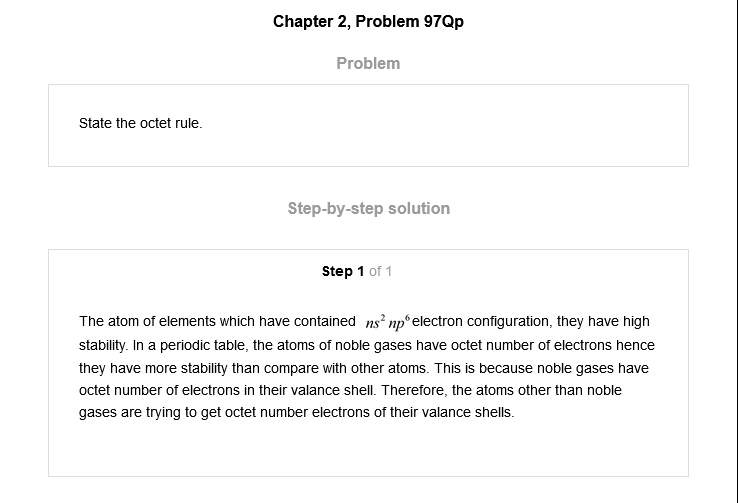 Chapter 2, Problem 97Qp
Problem
State the octet rule.
Step-by-step solution
Step 1 of 1
The atom of elements which have contained ns² np⁶ electron configuration, they have high
stability. In a periodic table, the atoms of noble gases have octet number of electrons hence
they have more stability than compare with other atoms. This is because noble gases have
octet number of electrons in their valance shell. Therefore, the atoms other than noble
gases are trying to get octet number electrons of their valance shells.